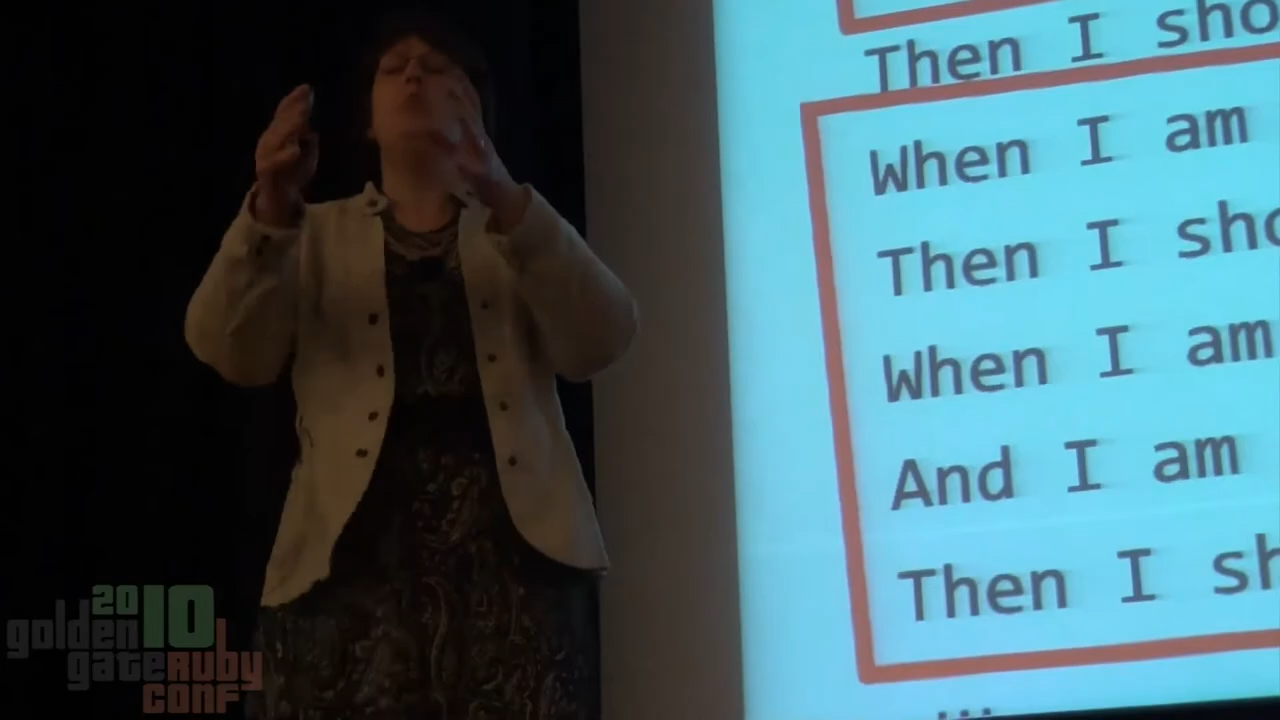 Then I sho
When I am
Then I sho
When I am
And I am
Then I sh
...
2010
golden
gate Ruby
conf